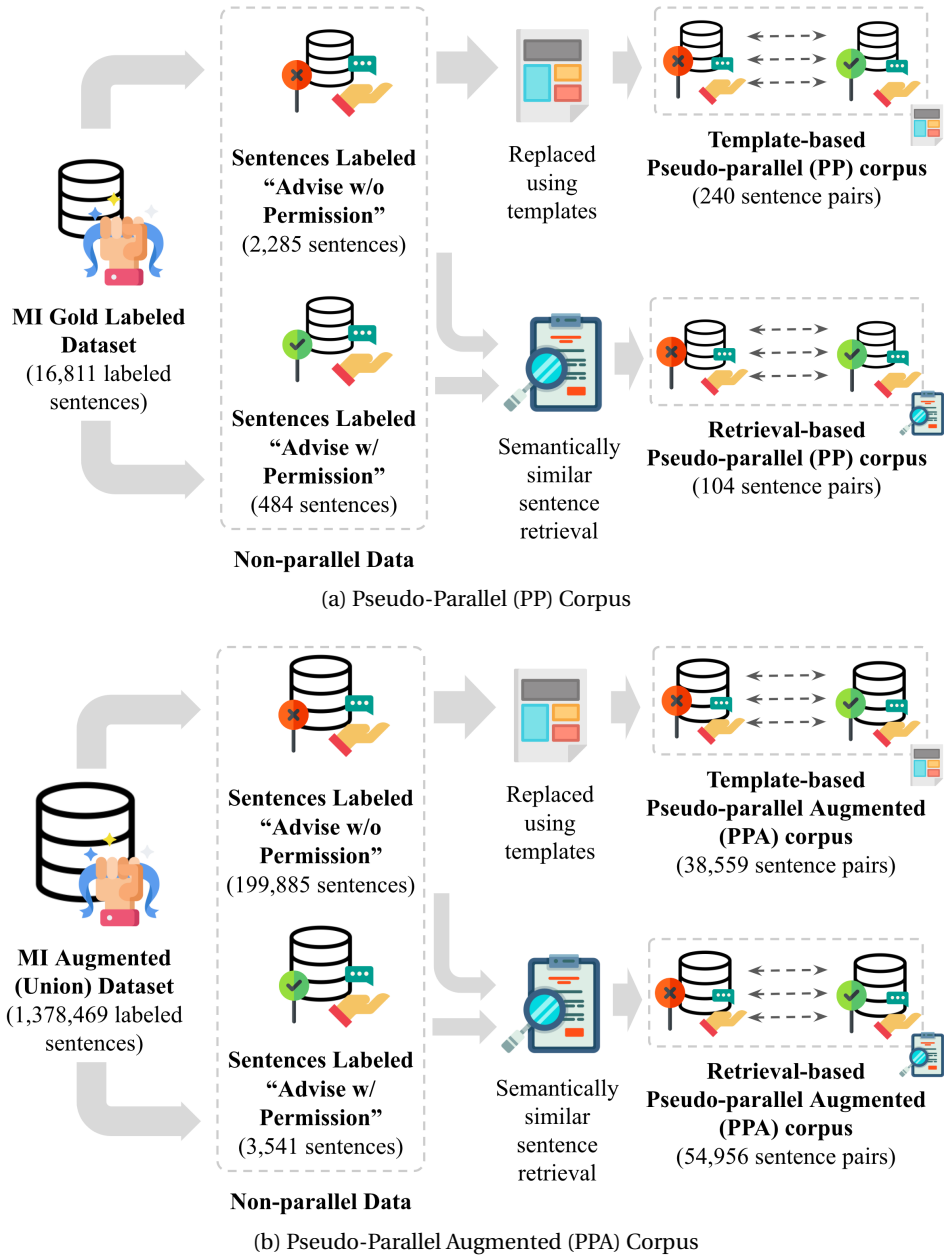 Sentences Labeled
“Advise w/o
Permission”
(2,285 sentences)
Replaced
using
templates
Template-based
Pseudo-parallel (PP) corpus
(240 sentence pairs)
MI Gold Labeled
Dataset
(16,811 labeled
sentences)
Sentences Labeled
“Advise w/
Permission”
(484 sentences)
Semantically
similar
sentence
retrieval
Retrieval-based
Pseudo-parallel (PP) corpus
(104 sentence pairs)
Non-parallel Data
(a) Pseudo-Parallel (PP) Corpus
Sentences Labeled
“Advise w/o
Permission”
(199,885 sentences)
Replaced
using
templates
Template-based
Pseudo-parallel Augmented
(PPA) corpus
(38,559 sentence pairs)
MI Augmented
(Union) Dataset
(1,378,469 labeled
sentences)
Sentences Labeled
“Advise w/
Permission”
(3,541 sentences)
Semantically
similar
sentence
retrieval
Retrieval-based
Pseudo-parallel Augmented
(PPA) corpus
(54,956 sentence pairs)
Non-parallel Data
(b) Pseudo-Parallel Augmented (PPA) Corpus